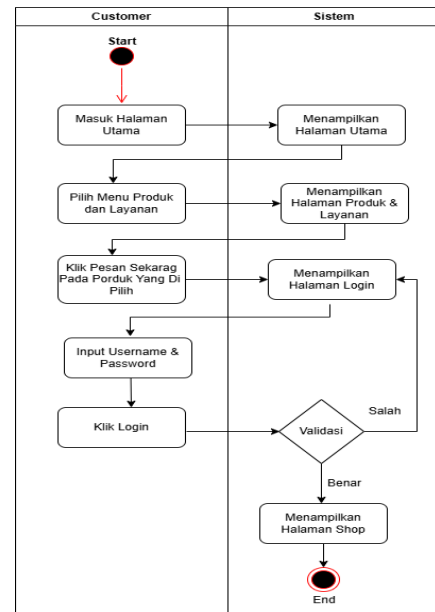 Customer
Sistem
Start
Masuk Halaman
Utama
Menampilkan
Halaman Utama
Pilih Menu Produk
dan Layanan
Menampilkan
Halaman Produk &
Layanan
Klik Pesan Sekarag
Pada Porduk Yang Di
Pilih
Menampilkan
Halaman Login
Input Username &
Password
Klik Login
Validasi
Salah
Benar
Menampilkan
Halaman Shop
End